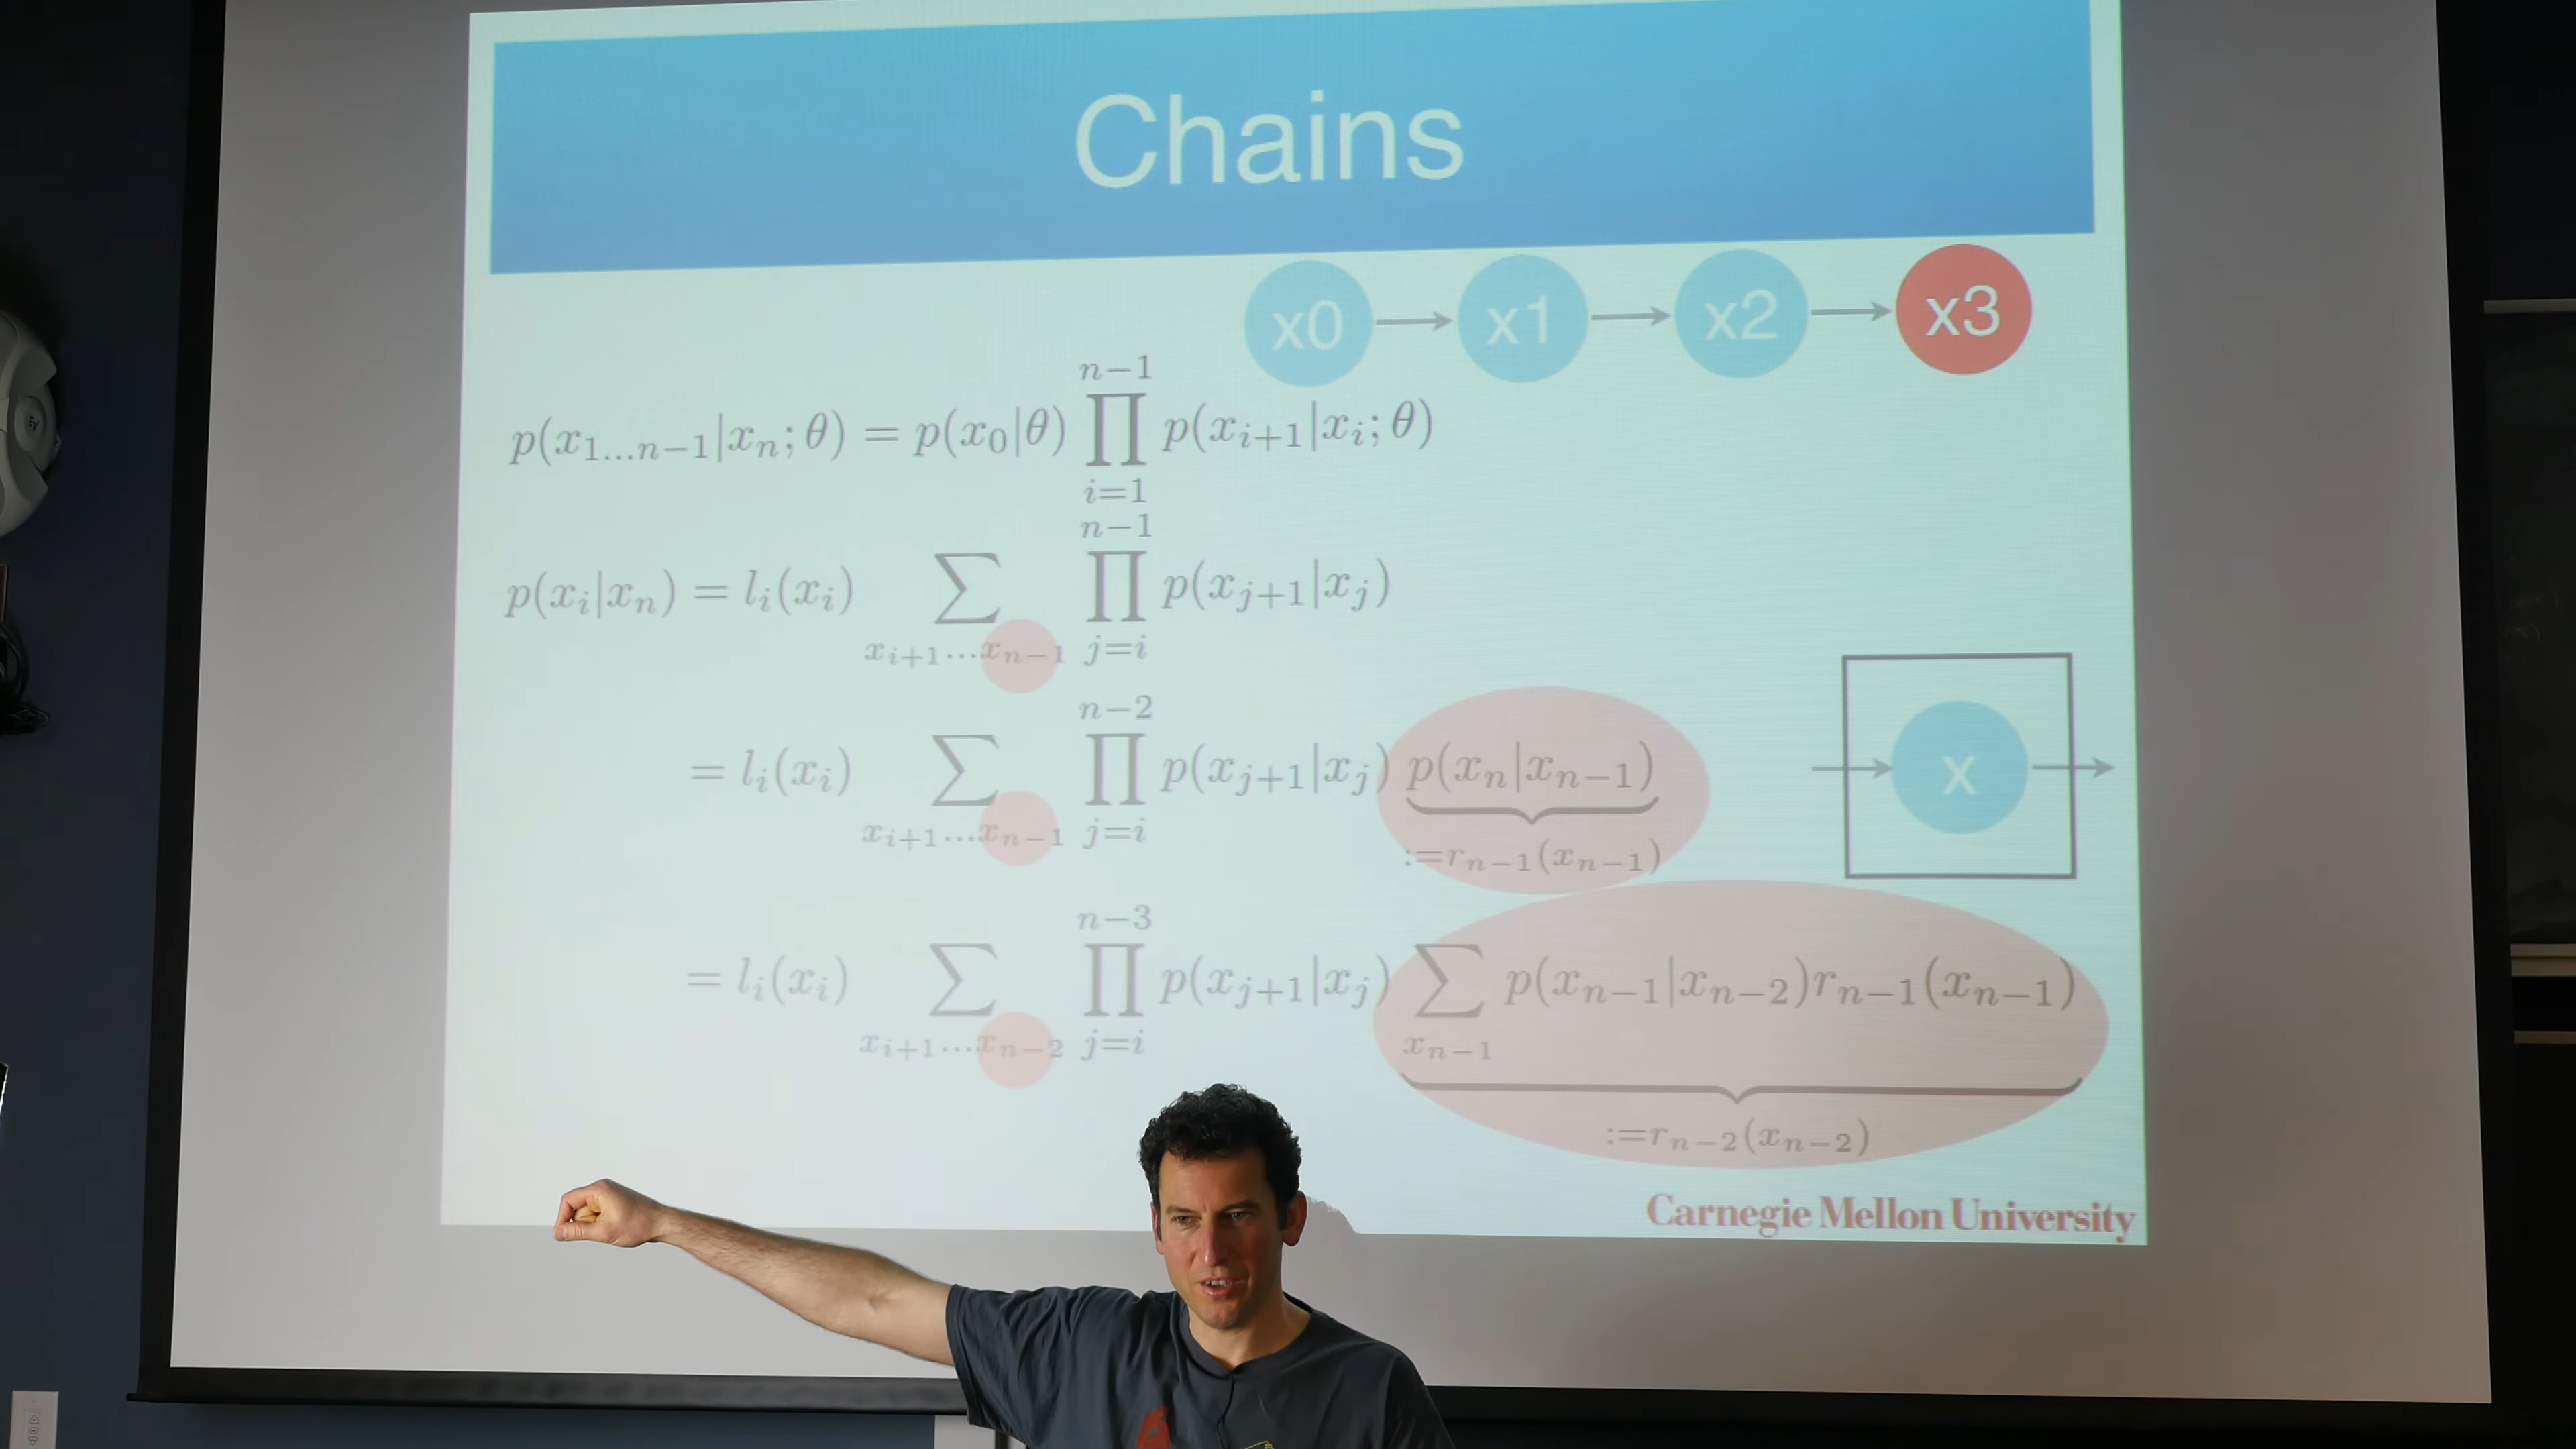 Chains
x0 x1 x2 x3
p(x_{1...n−1}|x_n; θ) = p(x_0|θ) ∏_{i=1}^{n−1} p(x_{i+1}|x_i; θ)
p(x_i|x_n) = l_i(x_i) ∑_{x_{i+1}...x_{n−1}} ∏_{j=i}^{n−1} p(x_{j+1}|x_j)
= l_i(x_i) ∑_{x_{i+1}...x_{n−1}} ∏_{j=i}^{n−2} p(x_{j+1}|x_j) p(x_n|x_{n−1})
:=r_{n−1}(x_{n−1})
x
= l_i(x_i) ∑_{x_{i+1}...x_{n−2}} ∏_{j=i}^{n−3} p(x_{j+1}|x_j) ∑_{x_{n−1}} p(x_{n−1}|x_{n−2})r_{n−1}(x_{n−1})
:=r_{n−2}(x_{n−2})
Carnegie Mellon University